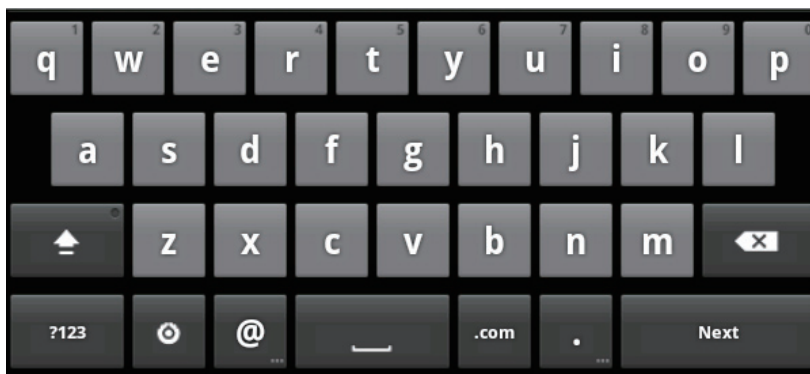 1 2 3 4 5 6 7 8 9 0
q w e r t y u i o p
a s d f g h j k l
z x c v b n m
?123 @ ... .com . ... Next